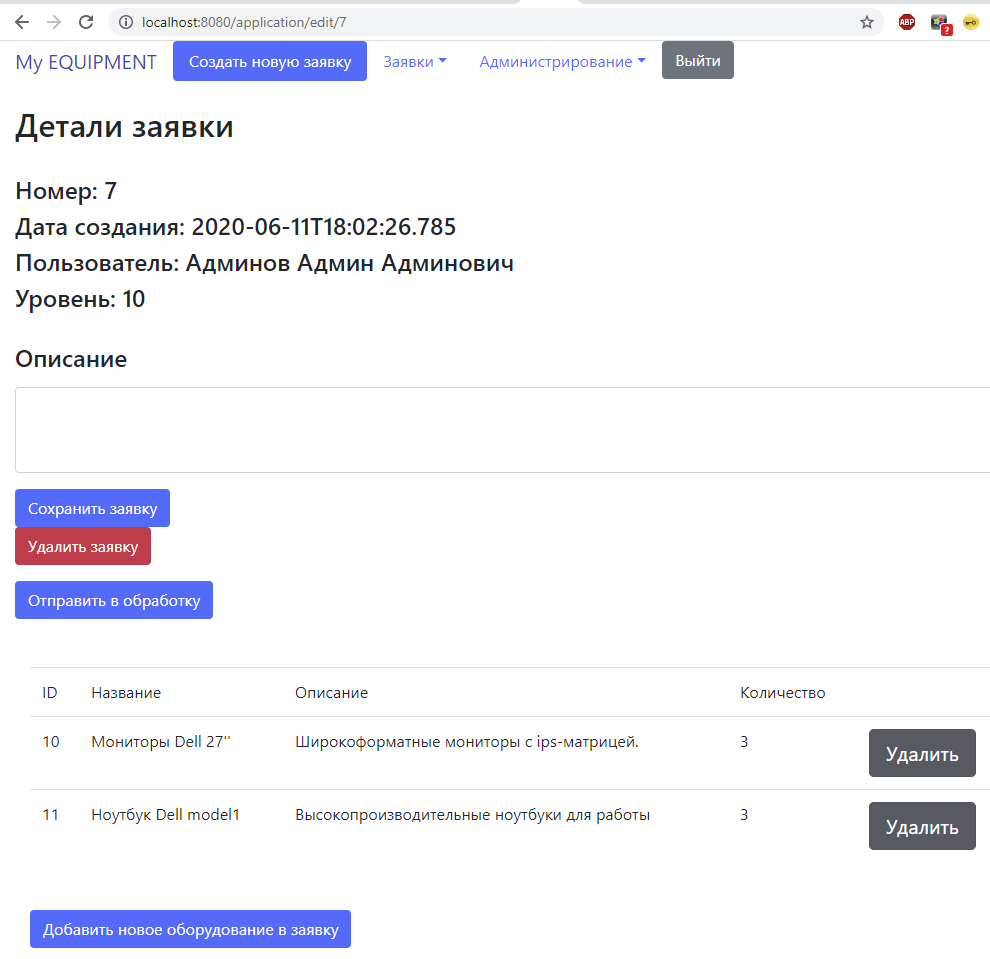 localhost:8080/application/edit/7
ABP
?
My EQUIPMENT Создать новую заявку Заявки Администрирование Выйти
Детали заявки
Номер: 7
Дата создания: 2020-06-11T18:02:26.785
Пользователь: Админов Админ Админович
Уровень: 10
Описание
Сохранить заявку
Удалить заявку
Отправить в обработку
ID Название Описание Количество
10 Мониторы Dell 27'' Широкоформатные мониторы с ips-матрицей. 3 Удалить
11 Ноутбук Dell model1 Высокопроизводительные ноутбуки для работы 3 Удалить
Добавить новое оборудование в заявку